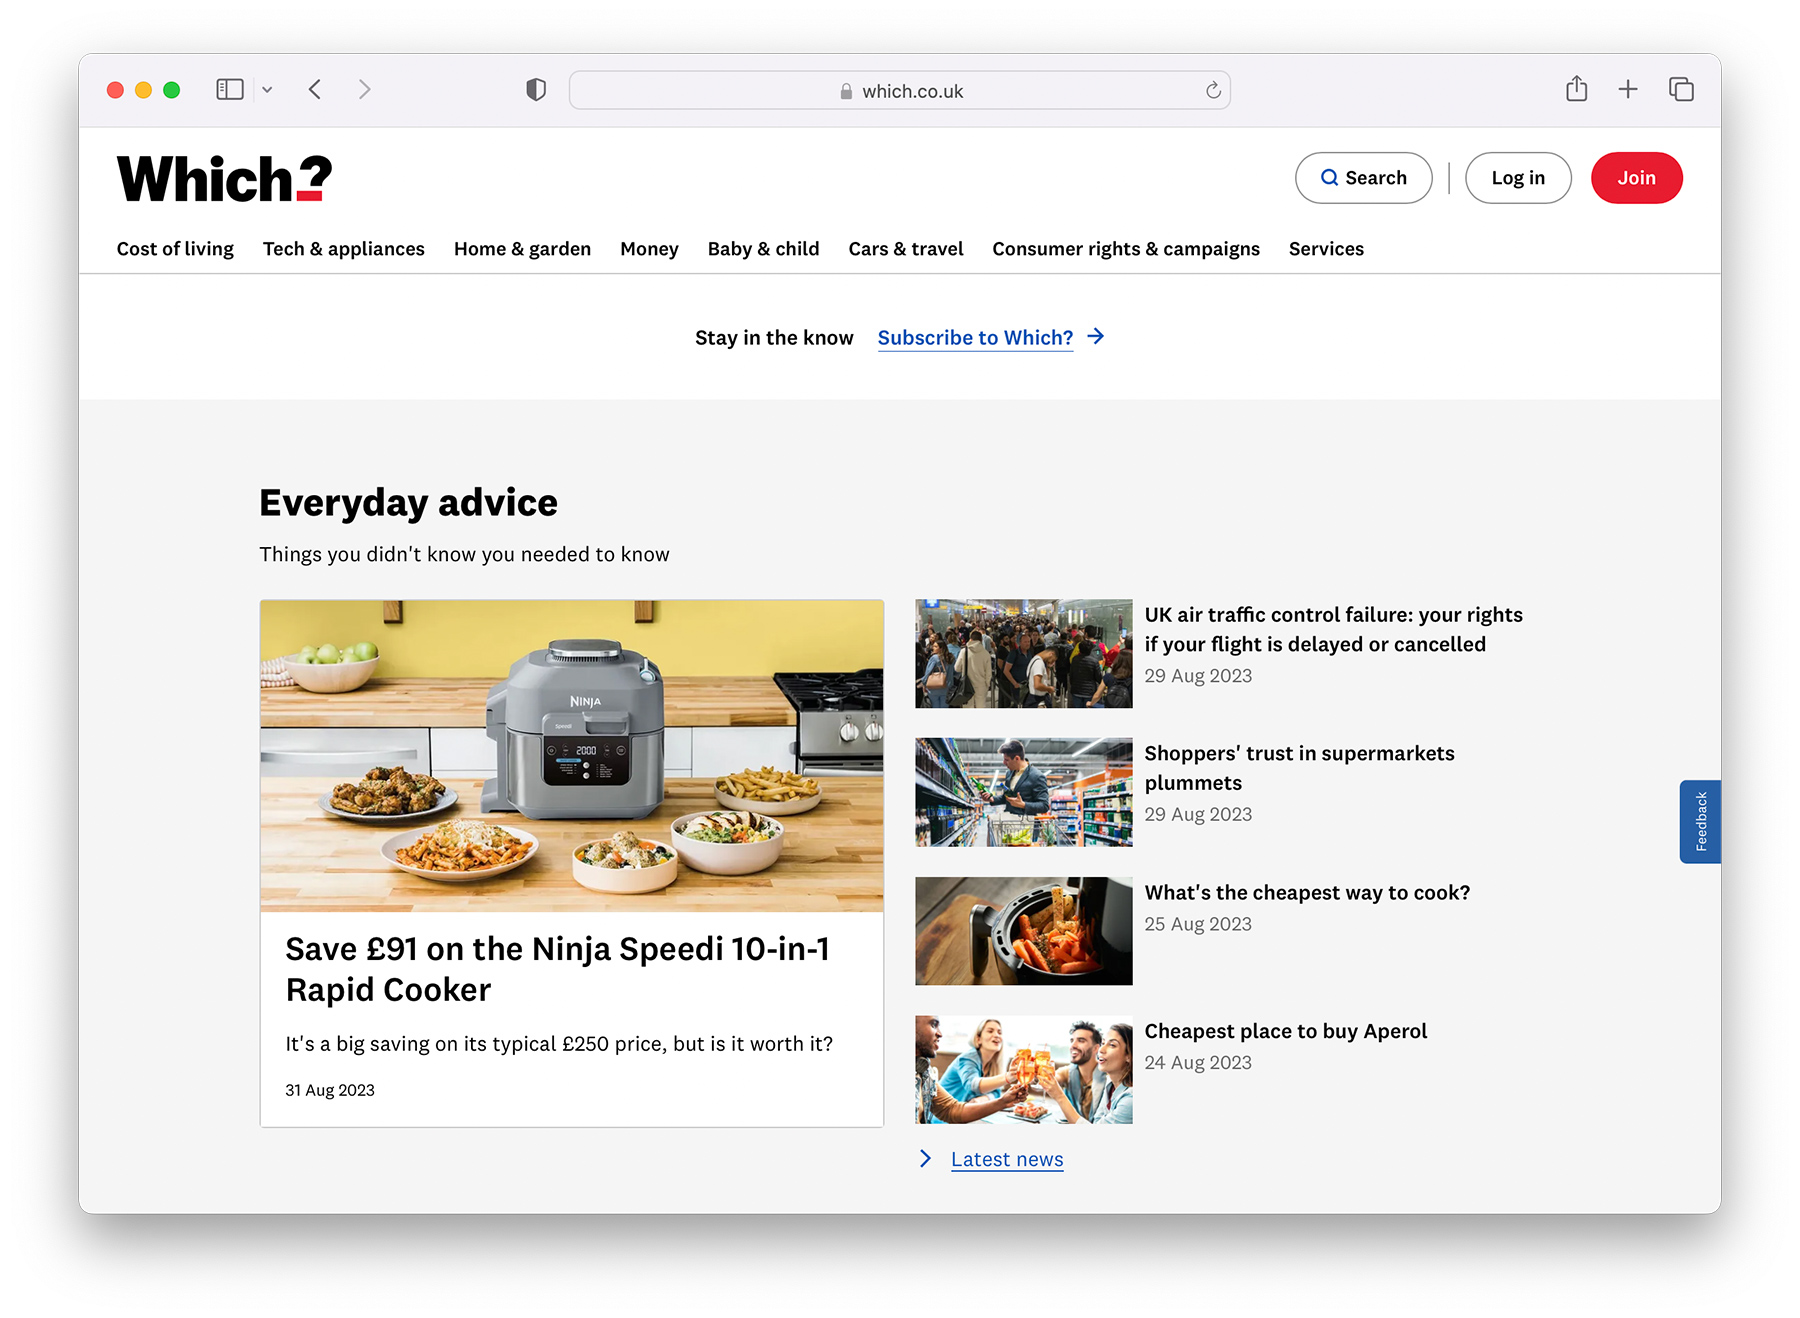 which.co.uk
Which?
Search
Log in
Join
Cost of living
Tech & appliances
Home & garden
Money
Baby & child
Cars & travel
Consumer rights & campaigns
Services
Stay in the know
Subscribe to Which?
Everyday advice
Things you didn't know you needed to know
NINJA
Speedi
20:00
Save £91 on the Ninja Speedi 10-in-1
Rapid Cooker
It's a big saving on its typical £250 price, but is it worth it?
31 Aug 2023
UK air traffic control failure: your rights
if your flight is delayed or cancelled
29 Aug 2023
Shoppers' trust in supermarkets
plummets
29 Aug 2023
What's the cheapest way to cook?
25 Aug 2023
Cheapest place to buy Aperol
24 Aug 2023
Latest news
Feedback